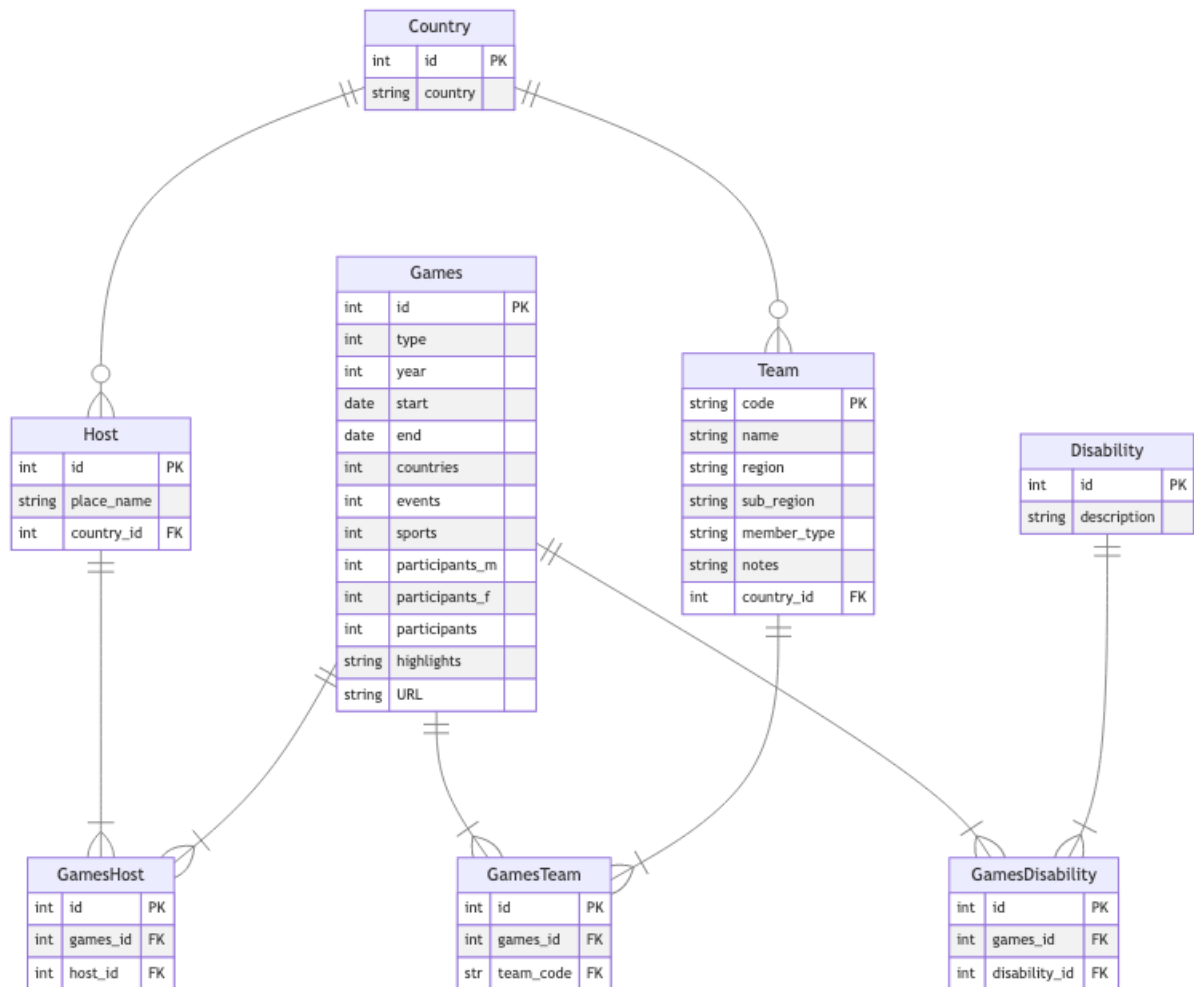 Country
int id PK
string country
Games
int id PK
int type
int year
date start
date end
int countries
int events
int sports
int participants_m
int participants_f
int participants
string highlights
string URL
Team
string code PK
string name
string region
string sub_region
string member_type
string notes
int country_id FK
Host
int id PK
string place_name
int country_id FK
Disability
int id PK
string description
GamesHost
int id PK
int games_id FK
int host_id FK
GamesTeam
int id PK
int games_id FK
str team_code FK
GamesDisability
int id PK
int games_id FK
int disability_id FK